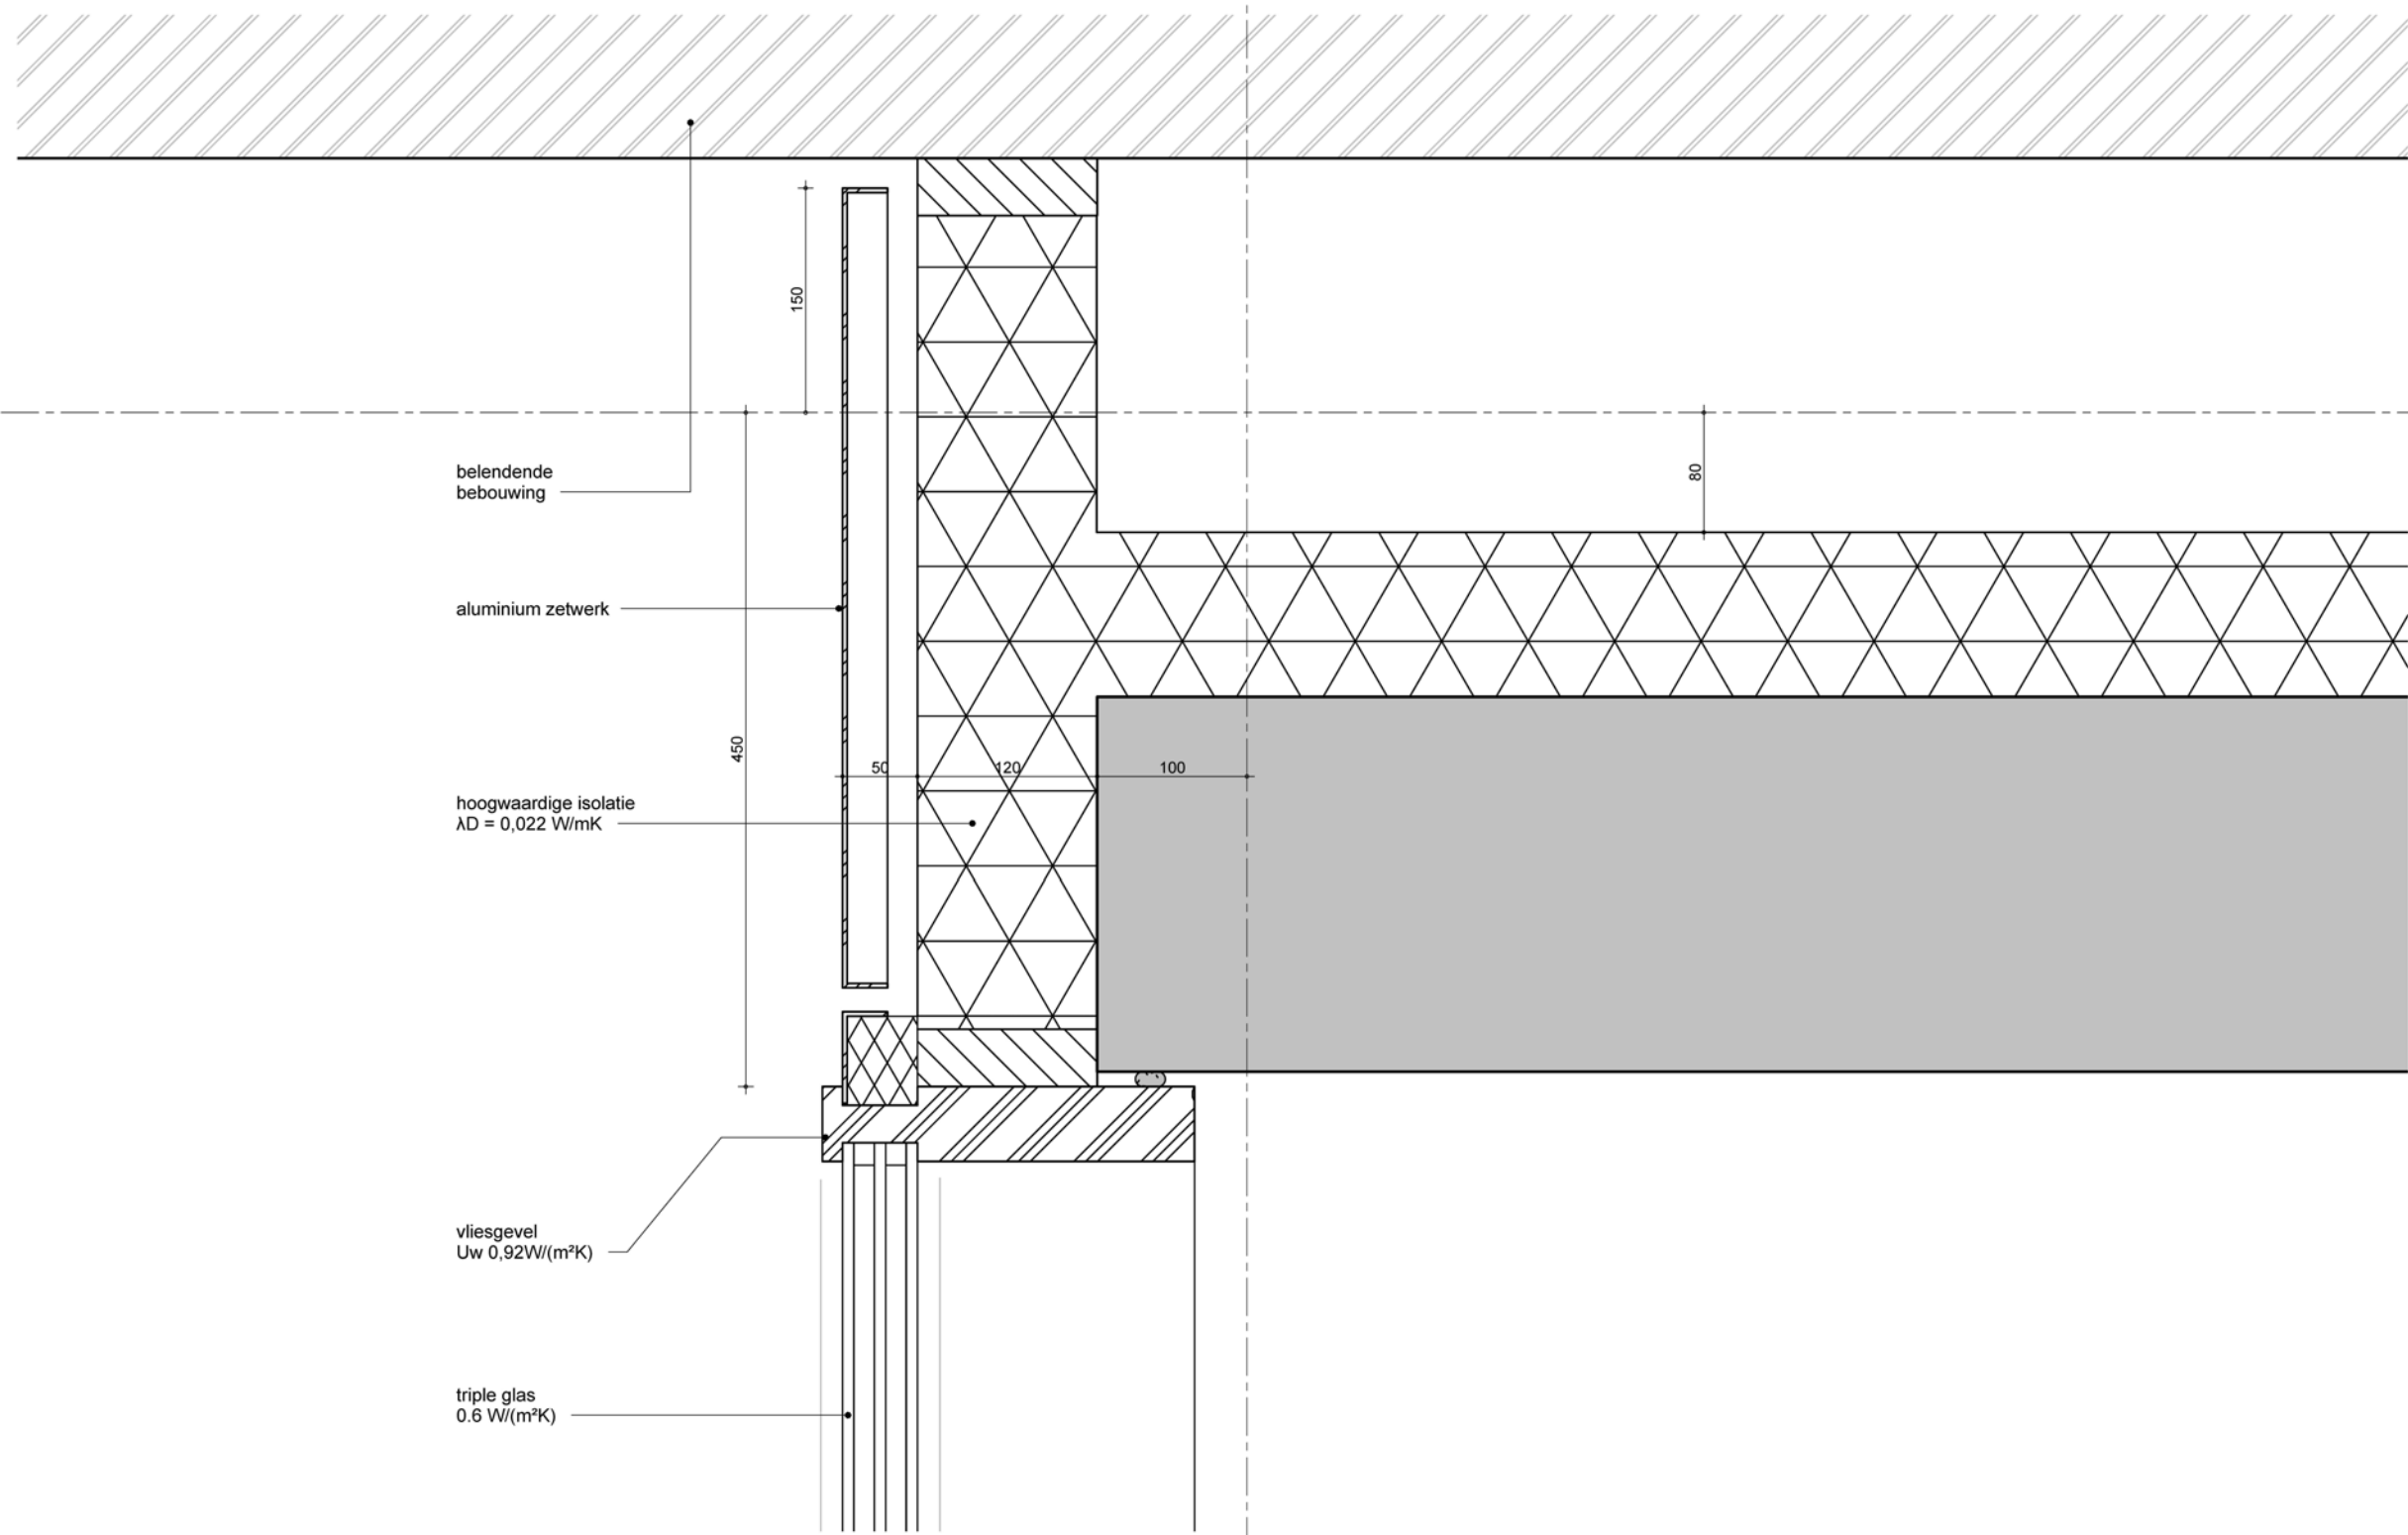 150
belendende
bebouwing
80
aluminium zetwerk
450
50
120
100
hoogwaardige isolatie
λD = 0,022 W/mK
vliesgevel
Uw 0,92W/(m²K)
triple glas
0.6 W/(m²K)